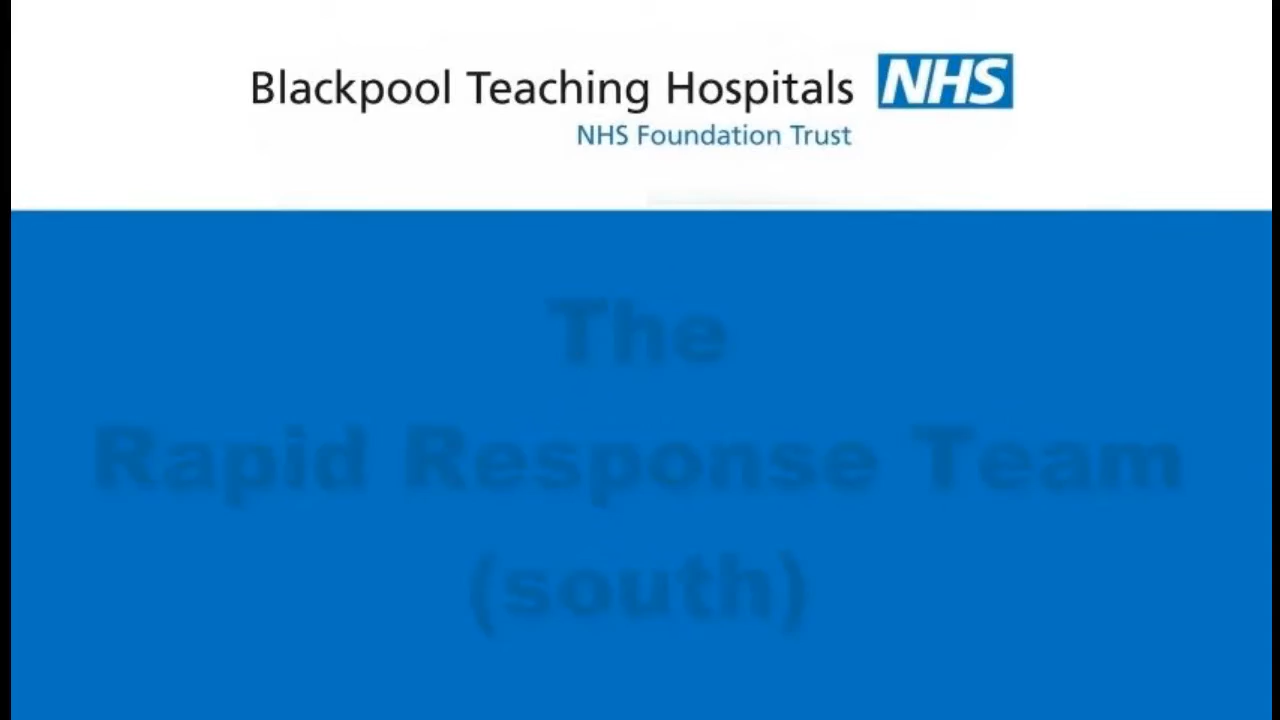 Blackpool Teaching Hospitals NHS
NHS Foundation Trust
The
Rapid Response Team
(south)